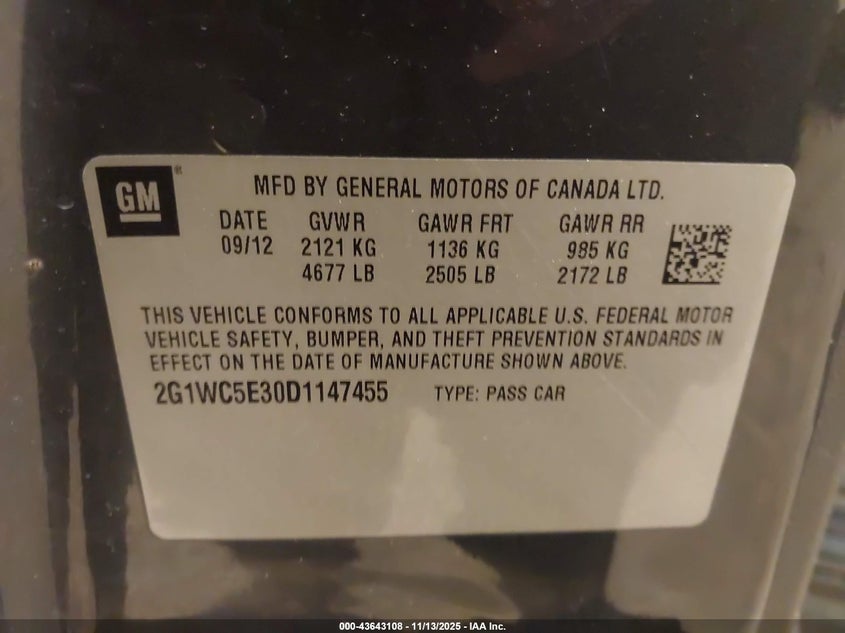 GM ®
MFD BY GENERAL MOTORS OF CANADA LTD.
DATE GVWR GAWR FRT GAWR RR
09/12 2121 KG 1136 KG 985 KG
4677 LB 2505 LB 2172 LB
THIS VEHICLE CONFORMS TO ALL APPLICABLE U.S. FEDERAL MOTOR
VEHICLE SAFETY, BUMPER, AND THEFT PREVENTION STANDARDS IN
EFFECT ON THE DATE OF MANUFACTURE SHOWN ABOVE.
2G1WC5E30D1147455 TYPE: PASS CAR
000-43643108 - 11/13/2025 - IAA Inc.